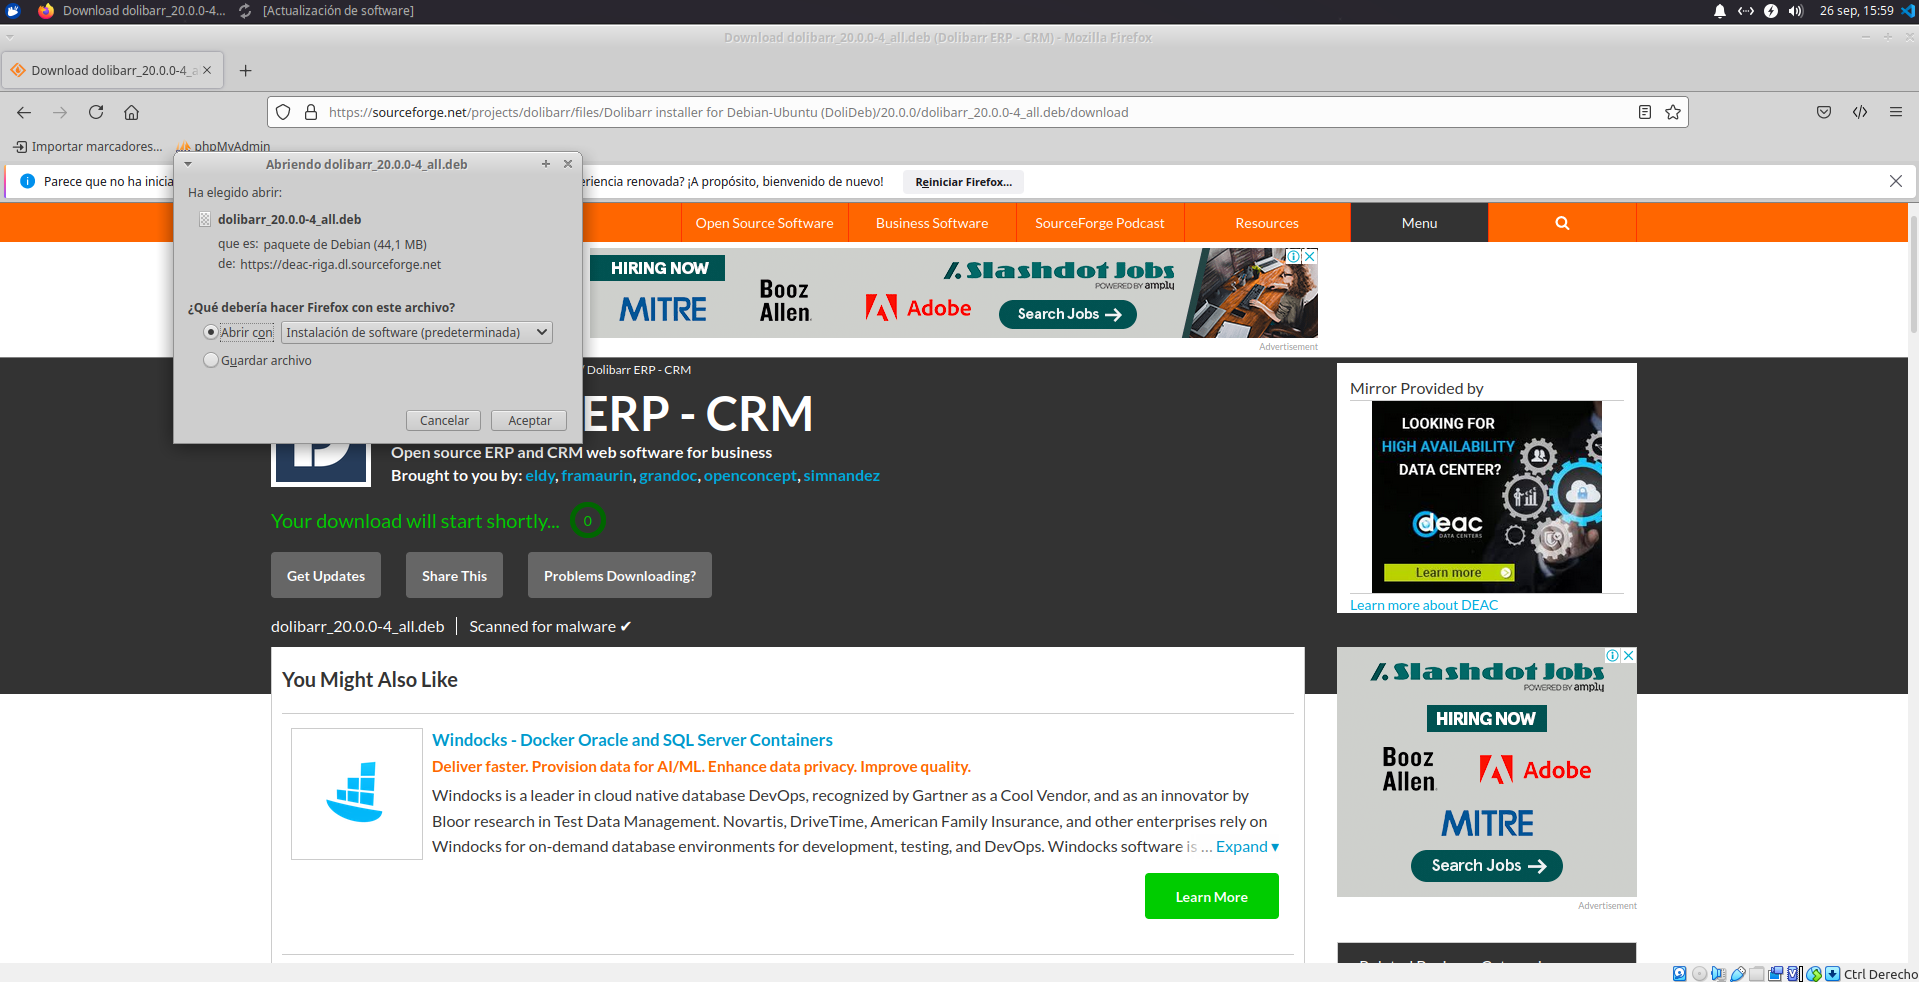 Download dolibarr_20.0.0-4... [Actualización de software] 26 sep, 15:59
Download dolibarr_20.0.0-4_all.deb (Dolibarr ERP - CRM) - Mozilla Firefox
Download dolibarr_20.0.0-4_a
https://sourceforge.net/projects/dolibarr/files/Dolibarr installer for Debian-Ubuntu (DoliDeb)/20.0.0/dolibarr_20.0.0-4_all.deb/download
Importar marcadores... phpMyAdmin
Abriendo dolibarr_20.0.0-4_all.deb
Parece que no ha inicia
eriencia renovada? ¡A propósito, bienvenido de nuevo! Reiniciar Firefox...
Ha elegido abrir:
dolibarr_20.0.0-4_all.deb
que es: paquete de Debian (44,1 MB)
de: https://deac-riga.dl.sourceforge.net
¿Qué debería hacer Firefox con este archivo?
Abrir con Instalación de software (predeterminada)
Guardar archivo
Cancelar Aceptar
Open Source Software Business Software SourceForge Podcast Resources Menu
HIRING NOW
MITRE
Booz
Allen
Adobe
Slashdot Jobs
POWERED BY amply
Search Jobs →
Advertisement
/ Dolibarr ERP - CRM
ERP - CRM
Open source ERP and CRM web software for business
Brought to you by: eldy, framaurin, grandoc, openconcept, simnandez
Your download will start shortly... 0
Get Updates Share This Problems Downloading?
dolibarr_20.0.0-4_all.deb Scanned for malware ✔
Mirror Provided by
LOOKING FOR
HIGH AVAILABILITY
DATA CENTER?
deac
DATA CENTERS
Learn more
Learn more about DEAC
You Might Also Like
Windocks - Docker Oracle and SQL Server Containers
Deliver faster. Provision data for AI/ML. Enhance data privacy. Improve quality.
Windocks is a leader in cloud native database DevOps, recognized by Gartner as a Cool Vendor, and as an innovator by
Bloor research in Test Data Management. Novartis, DriveTime, American Family Insurance, and other enterprises rely on
Windocks for on-demand database environments for development, testing, and DevOps. Windocks software is ... Expand ▾
Learn More
Slashdot Jobs
POWERED BY amply
HIRING NOW
Booz
Allen
Adobe
MITRE
Search Jobs →
Advertisement
Ctrl Derecho